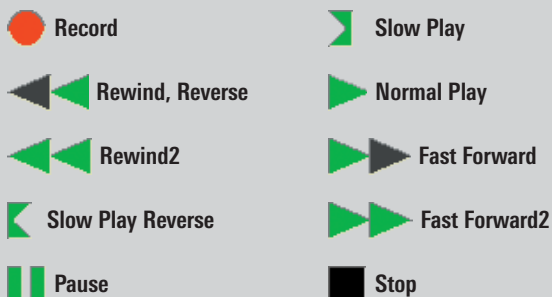 Record
Rewind, Reverse
Rewind2
Slow Play Reverse
Pause
Slow Play
Normal Play
Fast Forward
Fast Forward2
Stop